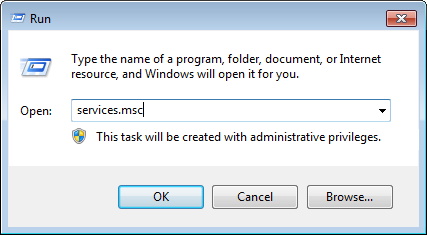 Run
Type the name of a program, folder, document, or Internet
resource, and Windows will open it for you.
Open: services.msc
This task will be created with administrative privileges.
OK Cancel Browse...